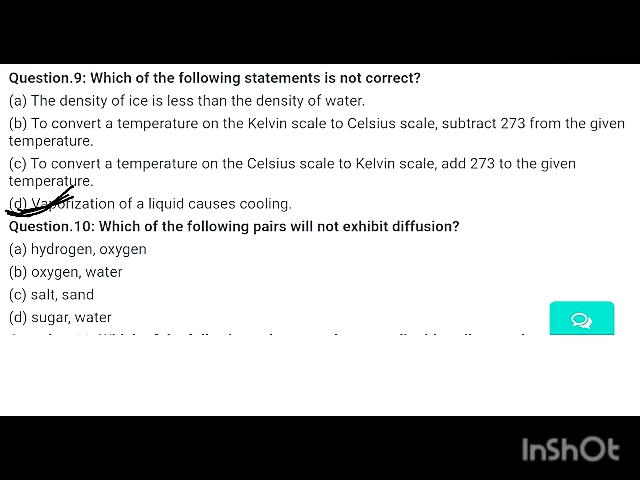 Question.9: Which of the following statements is not correct?
(a) The density of ice is less than the density of water.
(b) To convert a temperature on the Kelvin scale to Celsius scale, subtract 273 from the given
temperature.
(c) To convert a temperature on the Celsius scale to Kelvin scale, add 273 to the given
temperature.
(d) Vaporization of a liquid causes cooling.
Question.10: Which of the following pairs will not exhibit diffusion?
(a) hydrogen, oxygen
(b) oxygen, water
(c) salt, sand
(d) sugar, water
InShOt